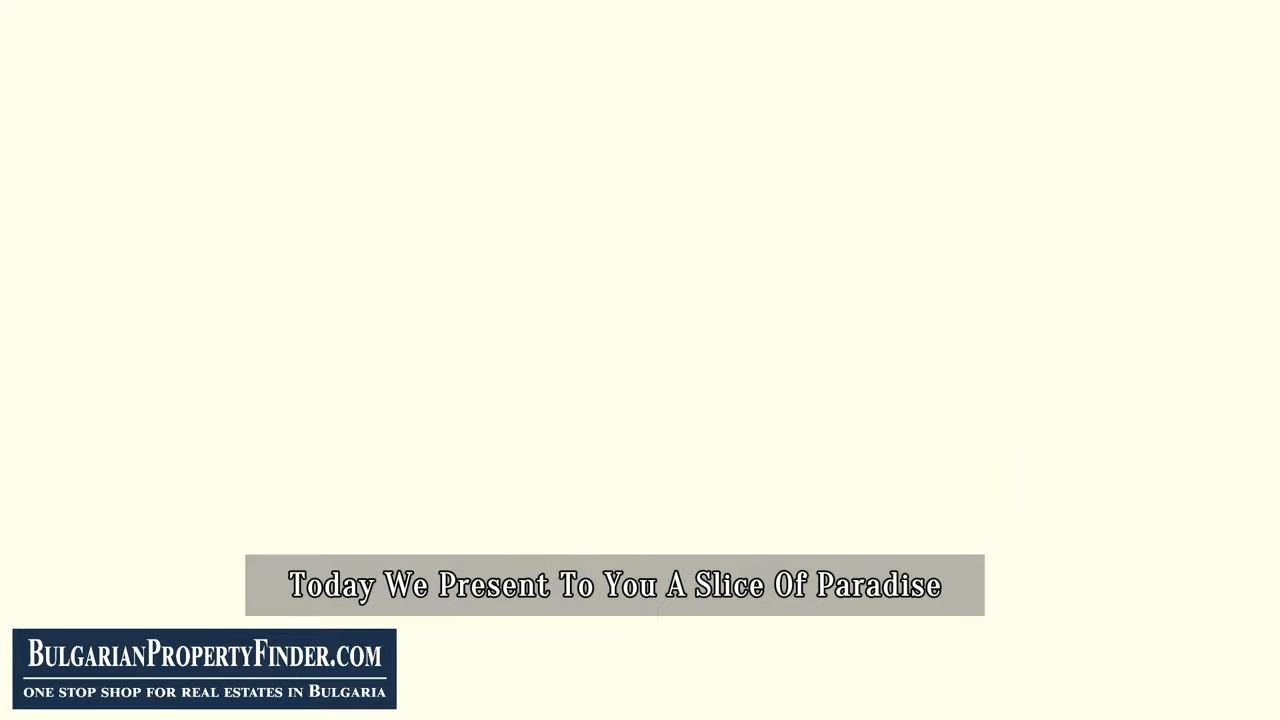 Today We Present To You A Slice Of Paradise
BULGARIANPROPERTYFINDER.COM
ONE STOP SHOP FOR REAL ESTATES IN BULGARIA